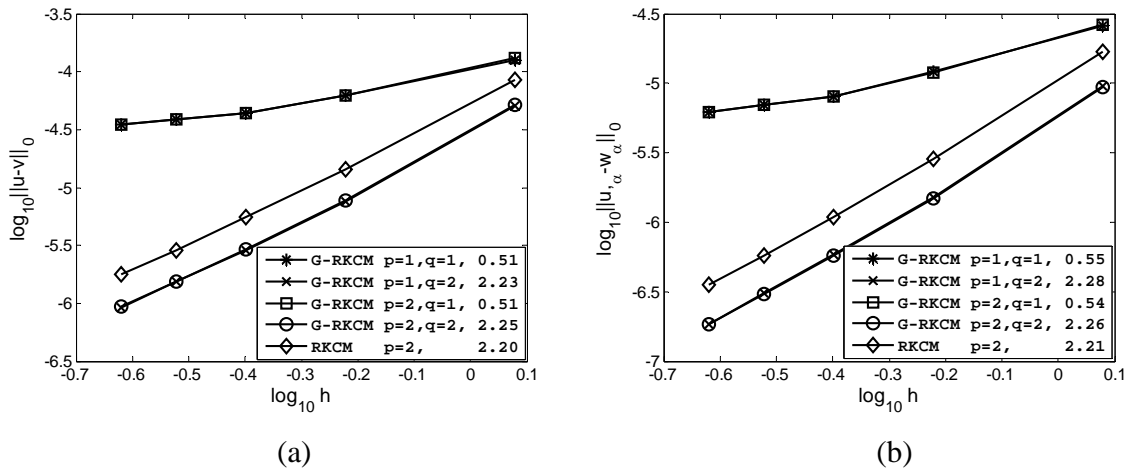 -3.5
-4
-4.5
-5
-5.5
-6
-6.5
log10||u-v||0
G-RKCM p=1,q=1, 0.51
G-RKCM p=1,q=2, 2.23
G-RKCM p=2,q=1, 0.51
G-RKCM p=2,q=2, 2.25
RKCM p=2, 2.20
-0.7 -0.6 -0.5 -0.4 -0.3 -0.2 -0.1 0 0.1
log10 h
(a)
-4.5
-5
-5.5
-6
-6.5
-7
log10||u,α-wα||0
G-RKCM p=1,q=1, 0.55
G-RKCM p=1,q=2, 2.28
G-RKCM p=2,q=1, 0.54
G-RKCM p=2,q=2, 2.26
RKCM p=2, 2.21
-0.7 -0.6 -0.5 -0.4 -0.3 -0.2 -0.1 0 0.1
log10 h
(b)